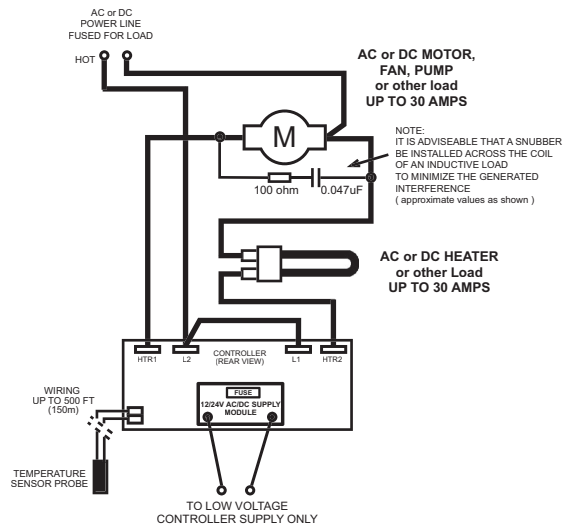 AC or DC
POWER LINE
FUSED FOR LOAD
HOT
AC or DC MOTOR,
FAN, PUMP
or other load
UP TO 30 AMPS
M
NOTE:
IT IS ADVISEABLE THAT A SNUBBER
BE INSTALLED ACROSS THE COIL
OF AN INDUCTIVE LOAD
TO MINIMIZE THE GENERATED
INTERFERENCE
( approximate values as shown )
100 ohm
0.047uF
AC or DC HEATER
or other Load
UP TO 30 AMPS
HTR1
L2
CONTROLLER
(REAR VIEW)
L1
HTR2
FUSE
12/24V AC/DC SUPPLY
MODULE
WIRING
UP TO 500 FT
(150m)
TEMPERATURE
SENSOR PROBE
TO LOW VOLTAGE
CONTROLLER SUPPLY ONLY